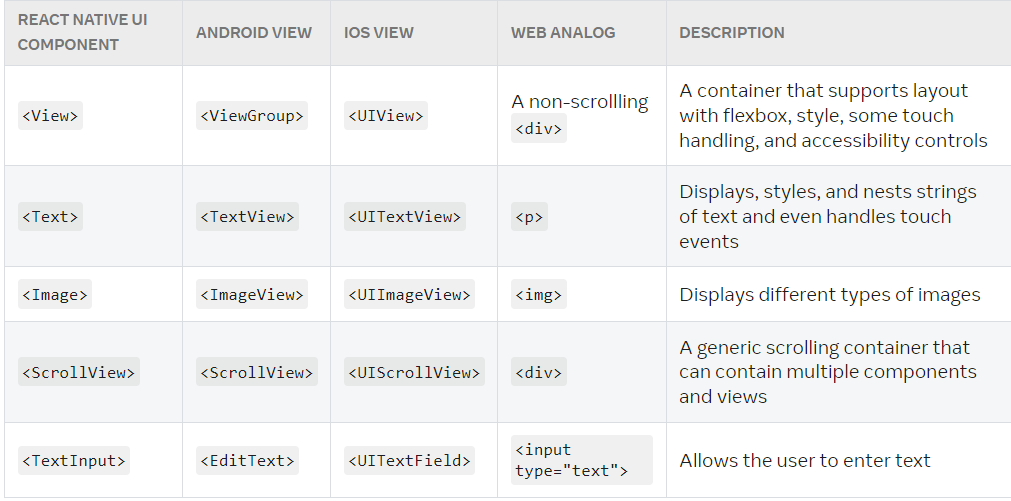 REACT NATIVE UI
COMPONENT
ANDROID VIEW
IOS VIEW
WEB ANALOG
DESCRIPTION
<View>
<ViewGroup>
<UIView>
A non-scrollling
<div>
A container that supports layout
with flexbox, style, some touch
handling, and accessibility controls
<Text>
<TextView>
<UITextView>
<p>
Displays, styles, and nests strings
of text and even handles touch
events
<Image>
<ImageView>
<UIImageView>
<img>
Displays different types of images
<ScrollView>
<ScrollView>
<UIScrollView>
<div>
A generic scrolling container that
can contain multiple components
and views
<TextInput>
<EditText>
<UITextField>
<input
type="text">
Allows the user to enter text